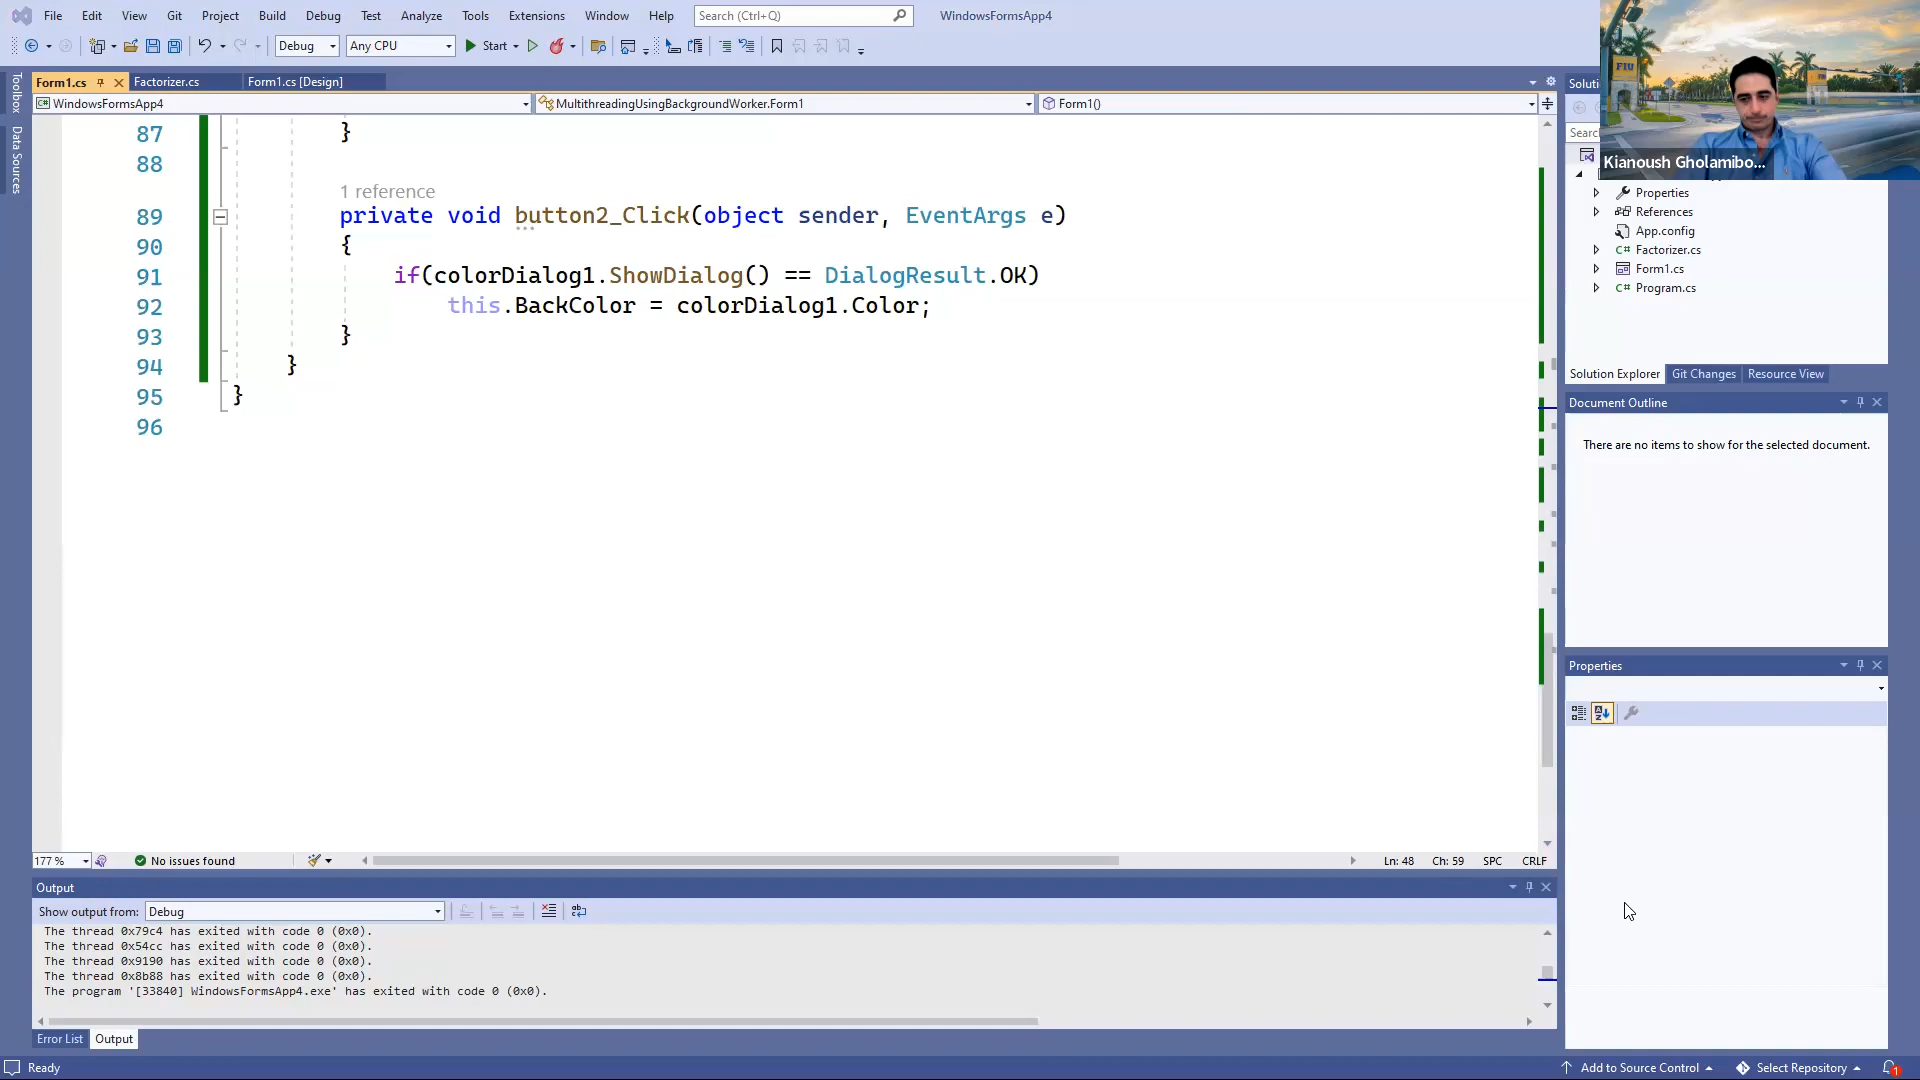 File Edit View Git Project Build Debug Test Analyze Tools Extensions Window Help Search (Ctrl+Q) WindowsFormsApp4
Debug Any CPU Start
Form1.cs Factorizer.cs Form1.cs [Design]
WindowsFormsApp4 MultithreadingUsingBackgroundWorker.Form1 Form1()
Toolbox
Data Sources
87 }
88
1 reference
89 private void button2_Click(object sender, EventArgs e)
90 {
91 if(colorDialog1.ShowDialog() == DialogResult.OK)
92 this.BackColor = colorDialog1.Color;
93 }
94 }
95 }
96
177 % No issues found Ln: 48 Ch: 59 SPC CRLF
Output
Show output from: Debug
The thread 0x79c4 has exited with code 0 (0x0).
The thread 0x54cc has exited with code 0 (0x0).
The thread 0x9190 has exited with code 0 (0x0).
The thread 0x8b88 has exited with code 0 (0x0).
The program '[33840] WindowsFormsApp4.exe' has exited with code 0 (0x0).
Error List Output
Ready
FIU
Kianoush Gholamibo...
Properties
References
App.config
C# Factorizer.cs
Form1.cs
C# Program.cs
Solution Explorer Git Changes Resource View
Document Outline
There are no items to show for the selected document.
Properties
Add to Source Control Select Repository 1